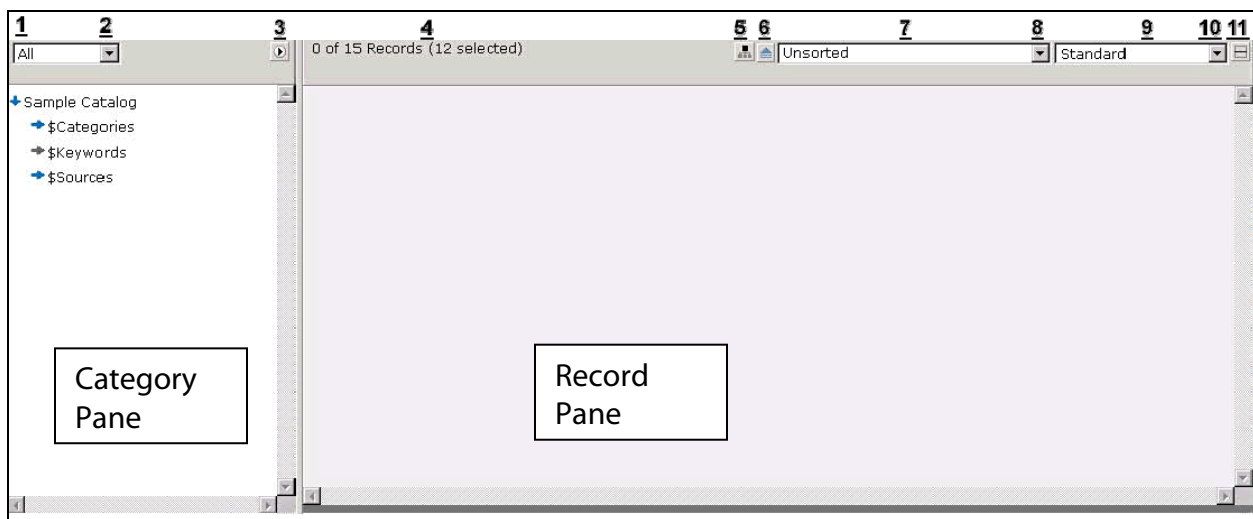 1 2 3 4 5 6 7 8 9 10 11
All 0 of 15 Records (12 selected) Unsorted Standard
Sample Catalog
$Categories
$Keywords
$Sources
Category
Pane
Record
Pane